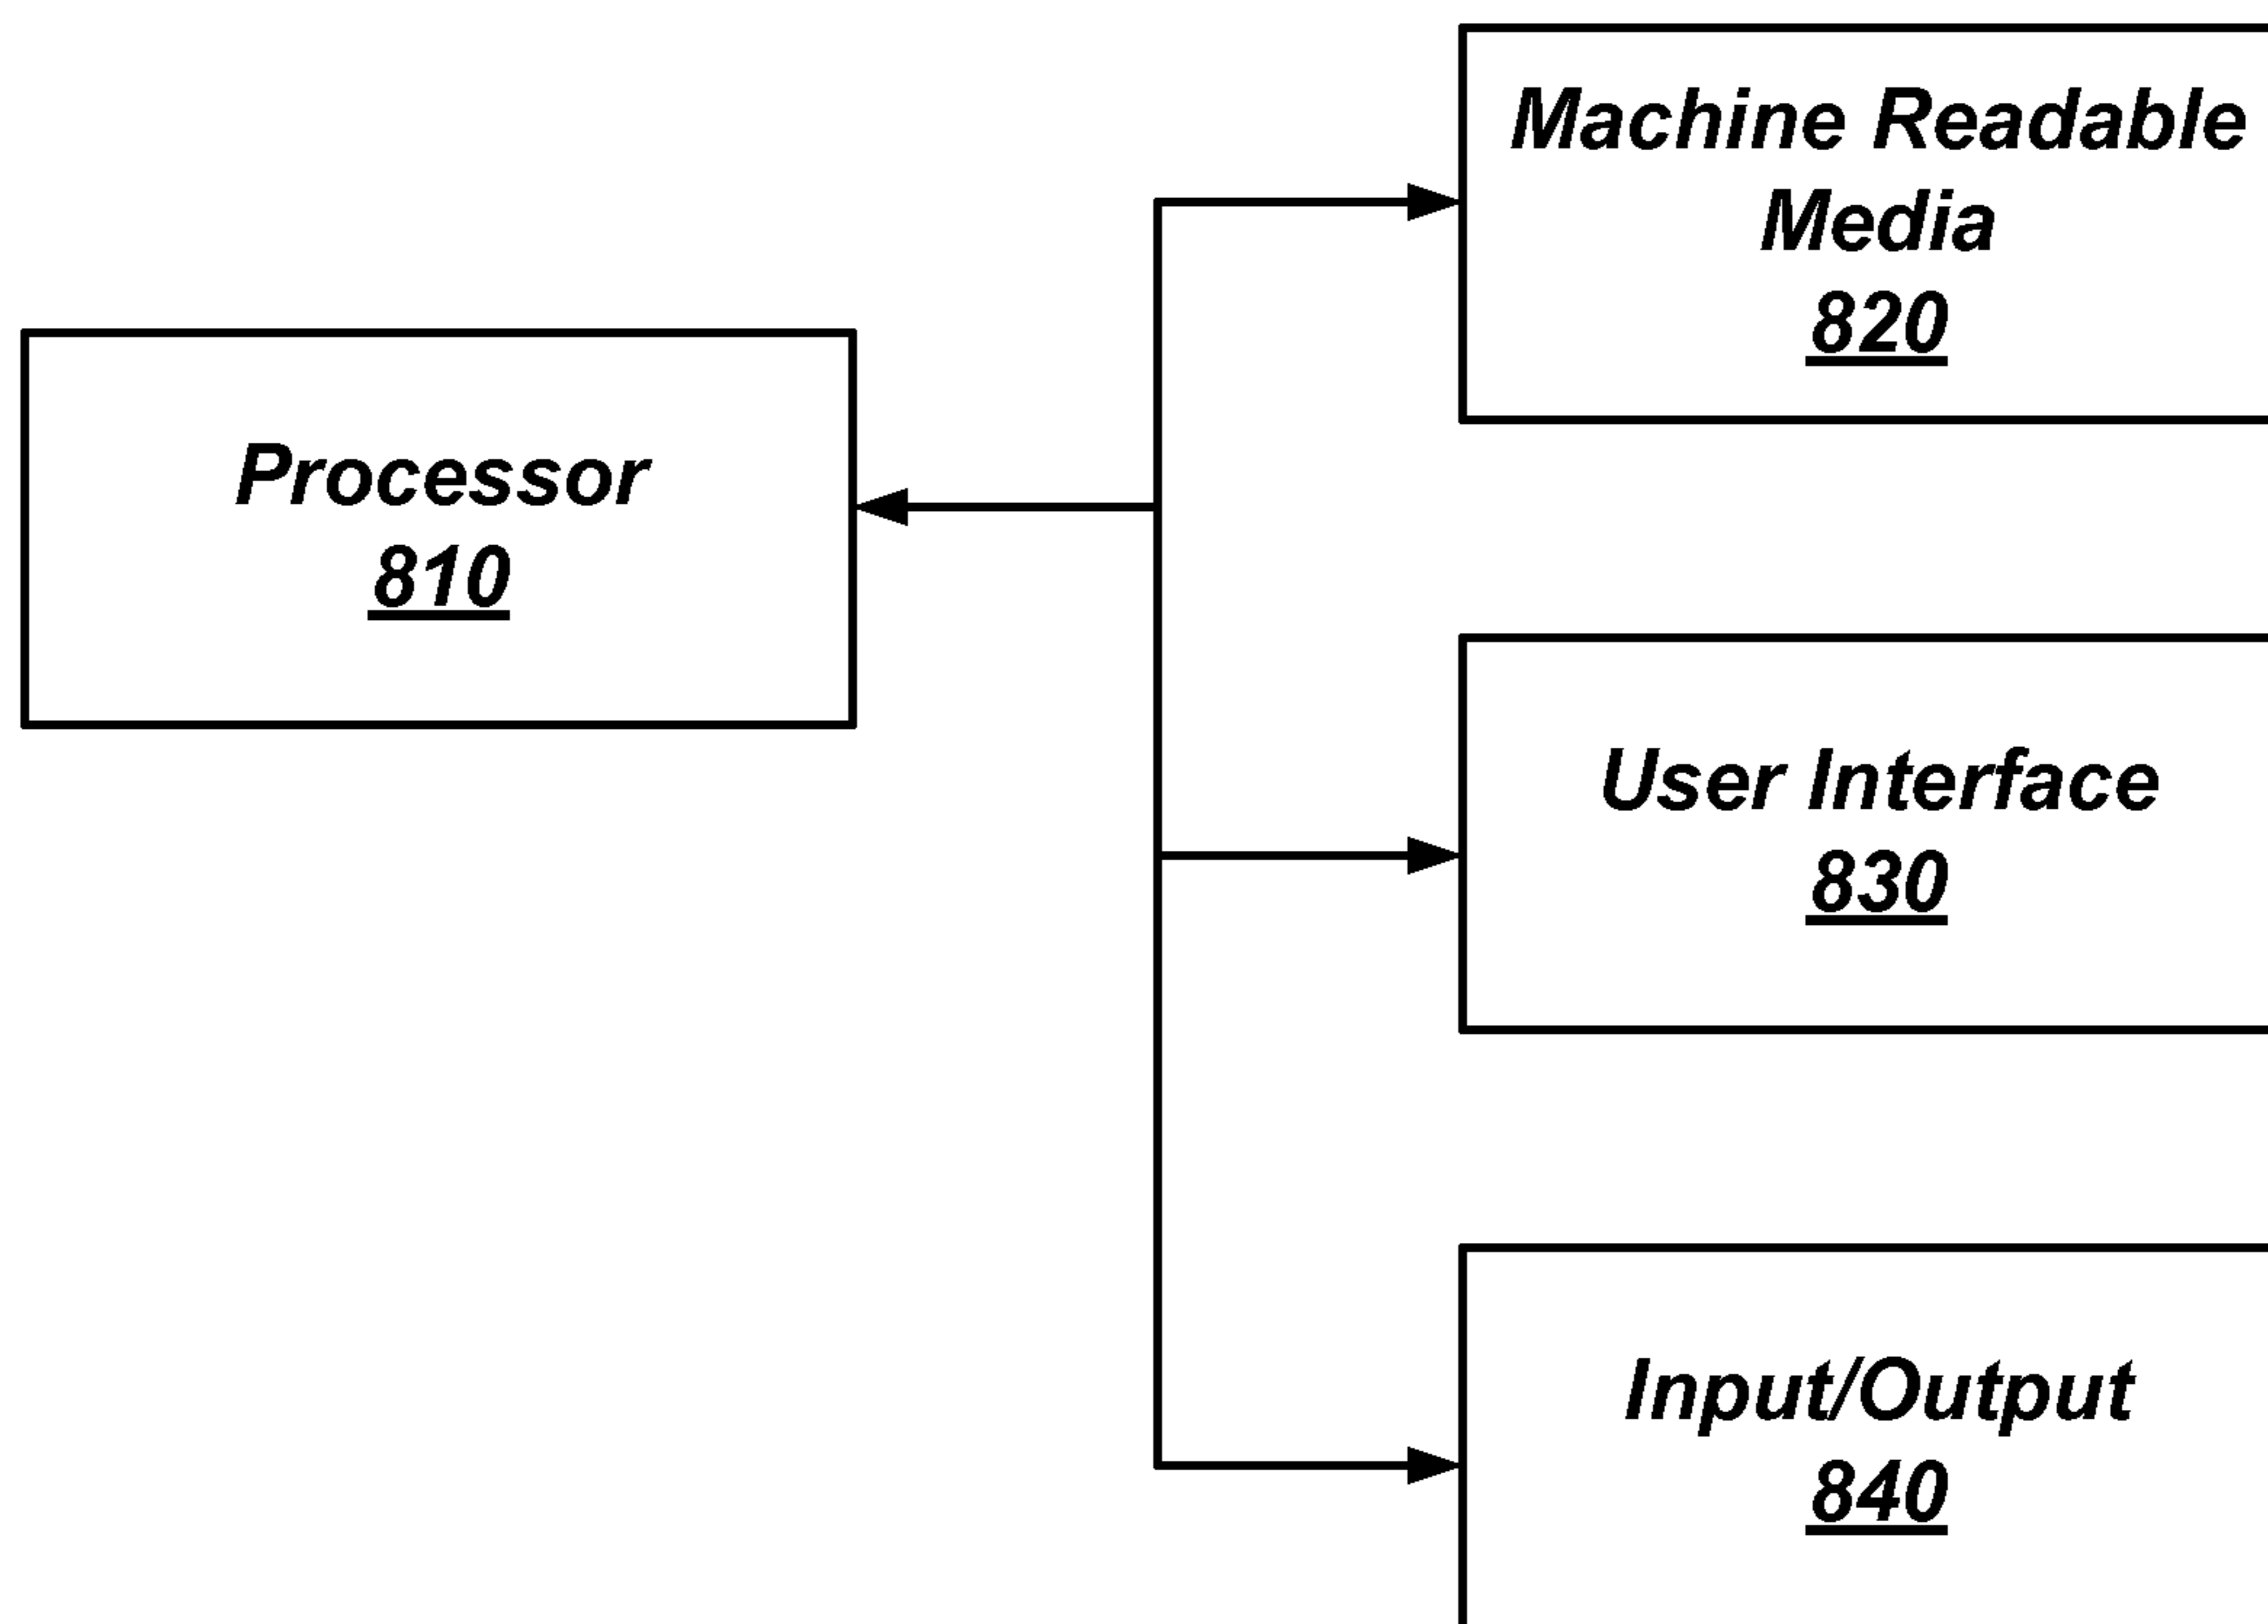 Machine Readable
Media
820
Processor
810
User Interface
830
Input/Output
840